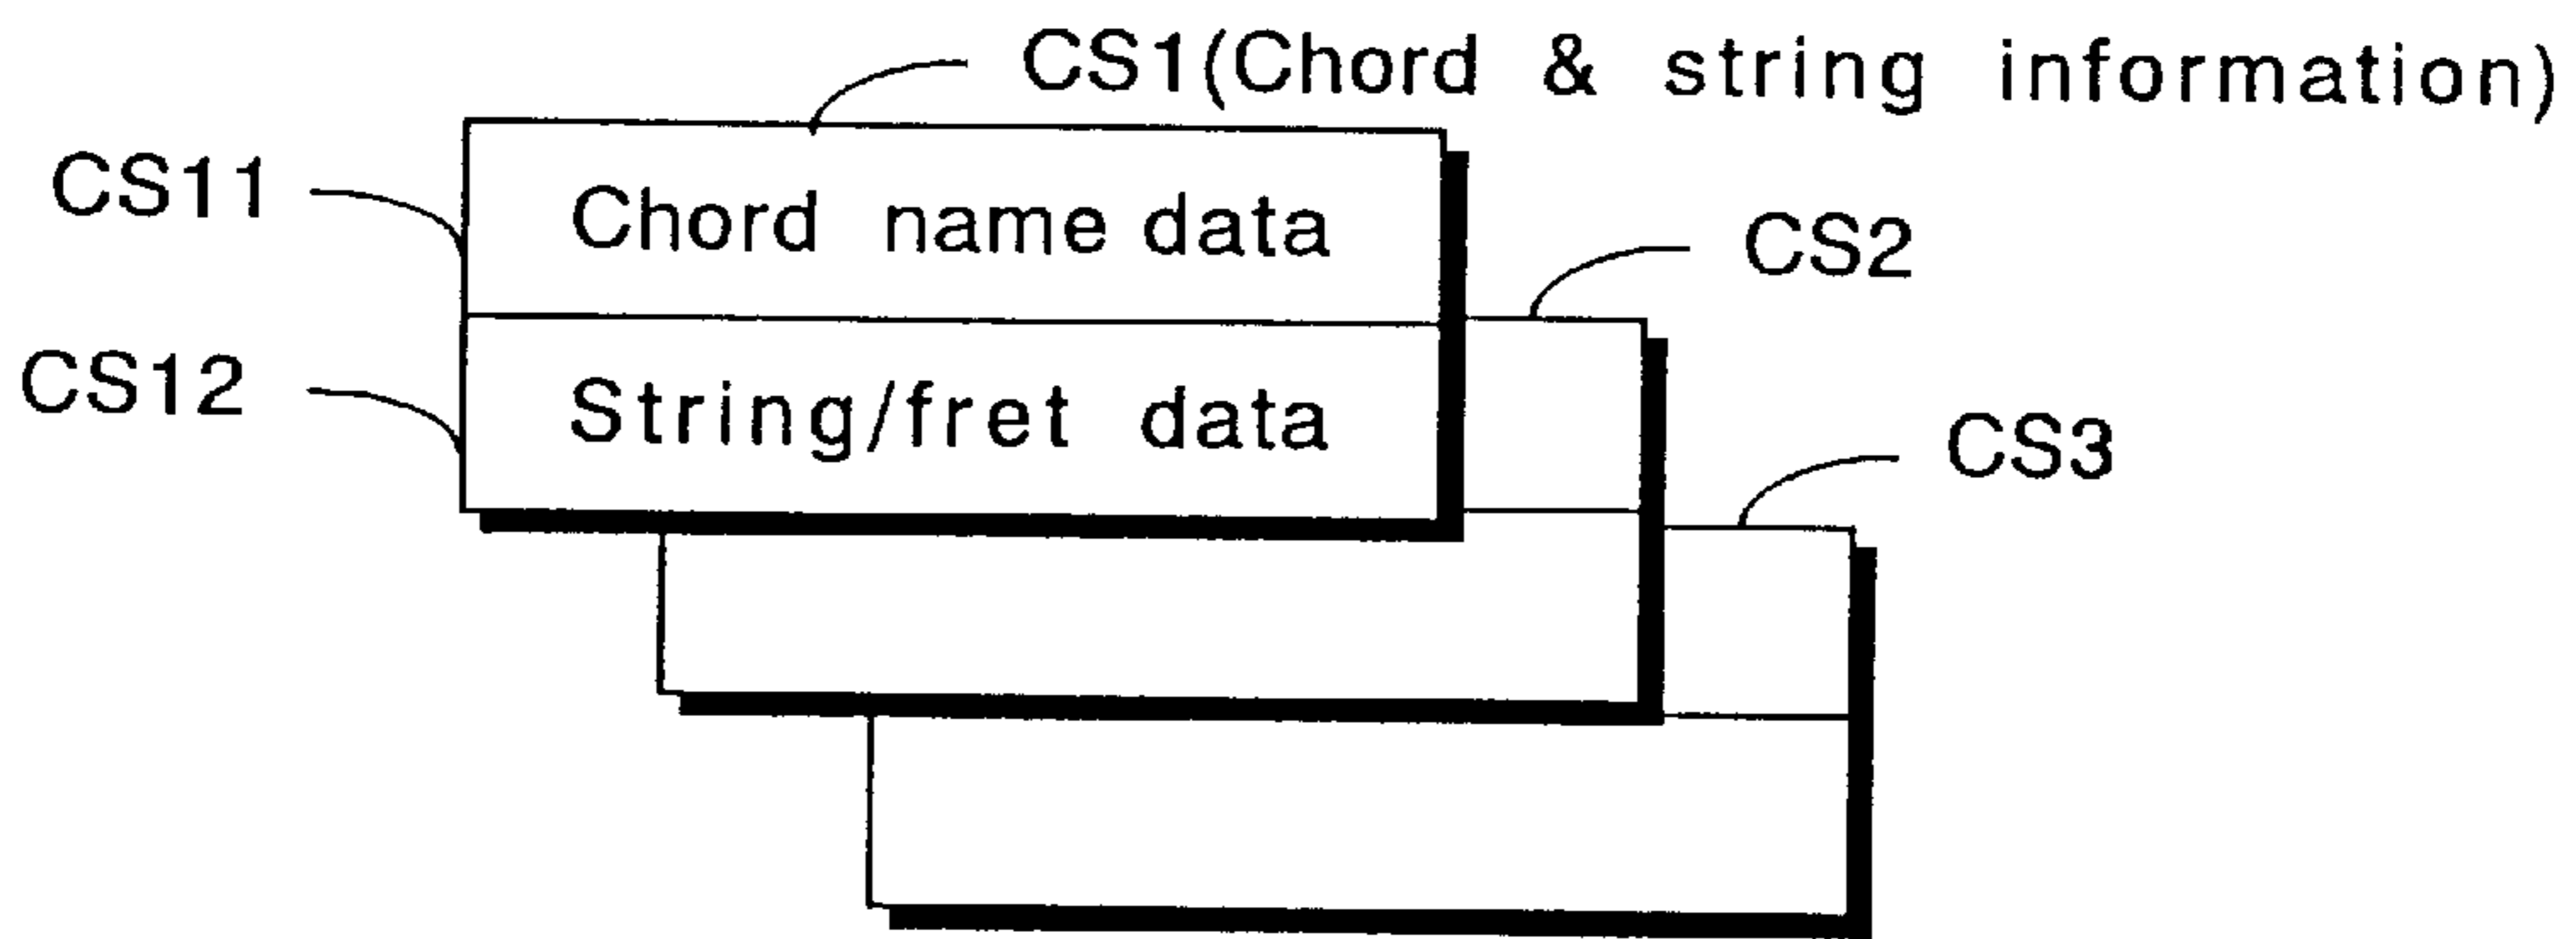 CS1(Chord & string information)
CS11
Chord name data
CS2
CS12
String/fret data
CS3